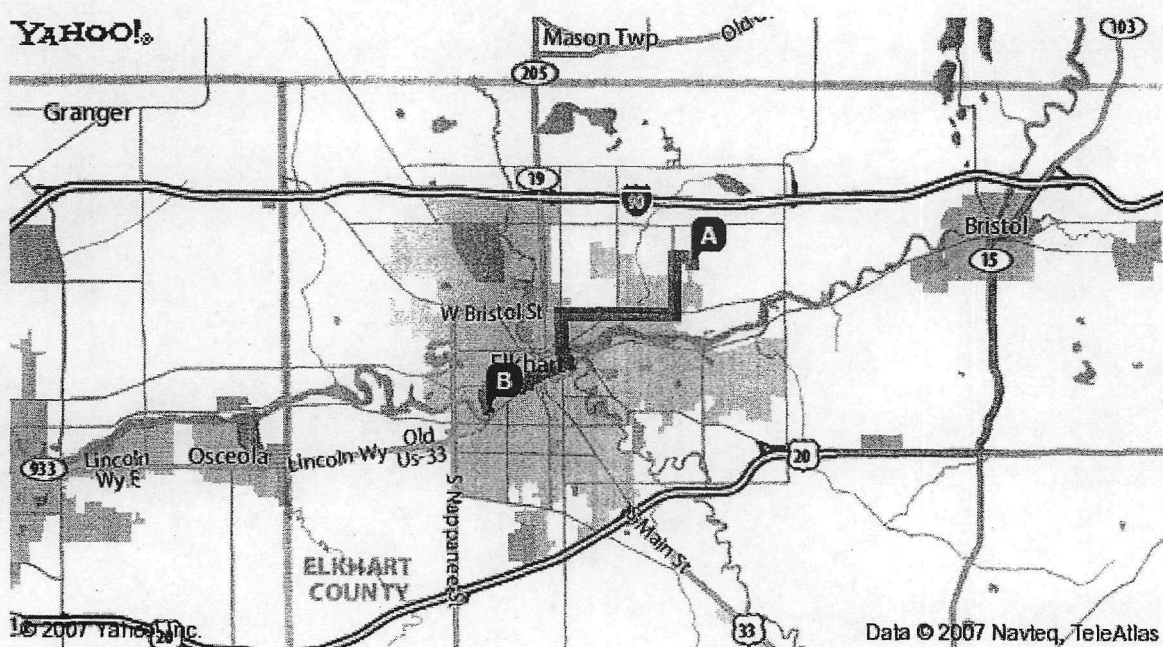 YAHOO!®
Mason Twp
103
205
Granger
19
90
A
Bristol
15
W Bristol St
Elkhart
B
Old
Us-33
933
Lincoln
Wy E
Osceola
Lincoln-Wy
20
S Nappanee St
S Main St
ELKHART
COUNTY
© 2007 Yahoo! Inc.
20
33
Data © 2007 Navteq, TeleAtlas